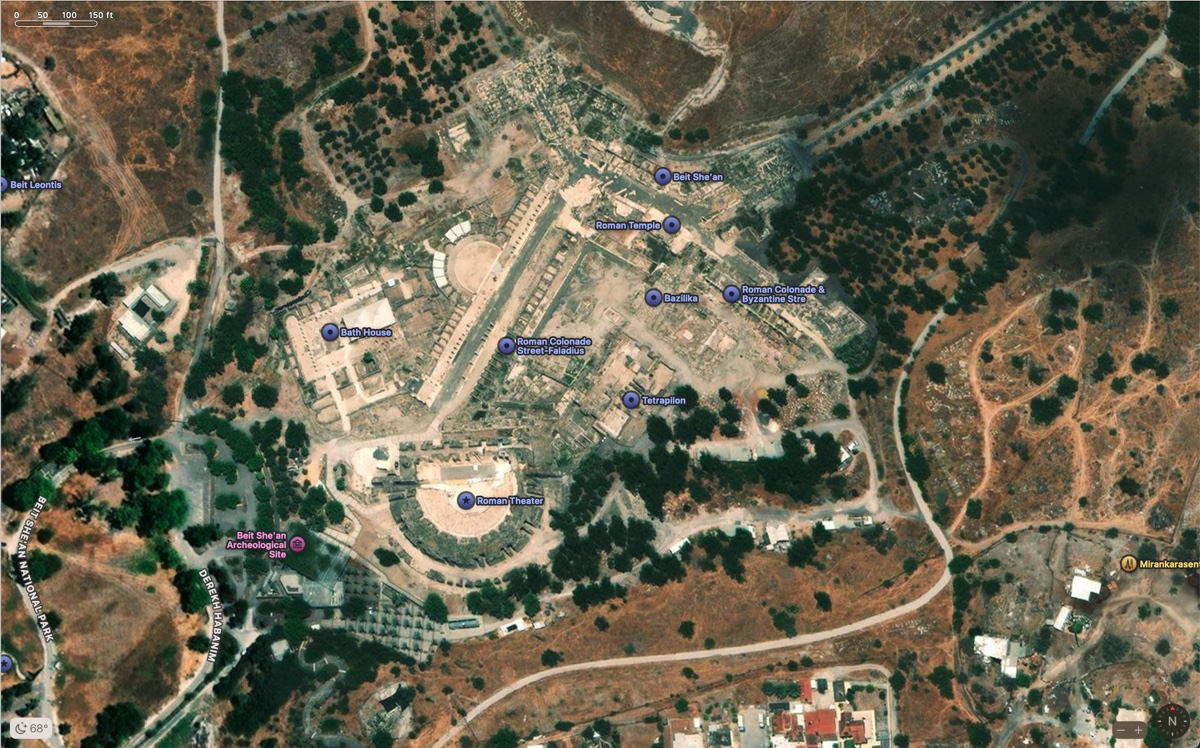 0 50 100 150 ft
Beit Leontis
Beit She'an
Roman Temple
Bazilika
Roman Colonade &
Byzantine Stre
Bath House
Roman Colonade
Street-Faladius
Tetrapilon
Roman Theater
Beit She'an
Archeological
Site
BEIT SHE'AN NATIONAL PARK
DEREKH HABANIM
Mirankarasen
68°
N